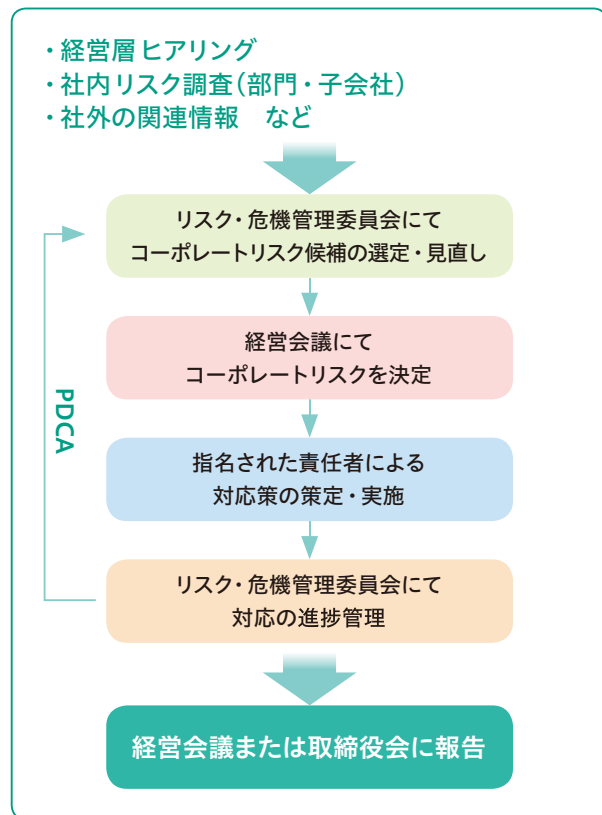 ・経営層ヒアリング
・社内リスク調査(部門・子会社)
・社外の関連情報　など
リスク・危機管理委員会にて
コーポレートリスク候補の選定・見直し
経営会議にて
コーポレートリスクを決定
指名された責任者による
対応策の策定・実施
リスク・危機管理委員会にて
対応の進捗管理
PDCA
経営会議または取締役会に報告